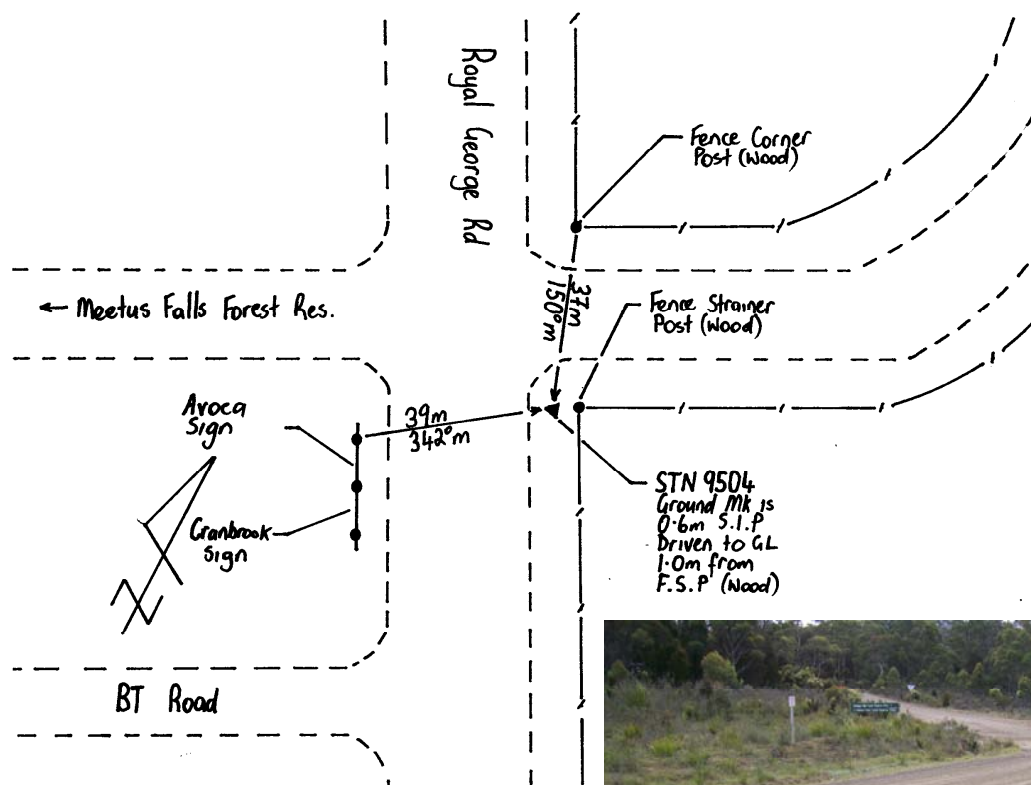 Royal George Rd
Fence Corner
Post (Wood)
← Meetus Falls Forest Res.
37m
150°m
Fence Strainer
Post (Wood)
Avoca
Sign
39m
342°m
Cranbrook
Sign
N
STN 9504
Ground Mk is
0.6m S.I.P
Driven to GL
1.0m from
F.S.P (Wood)
BT Road